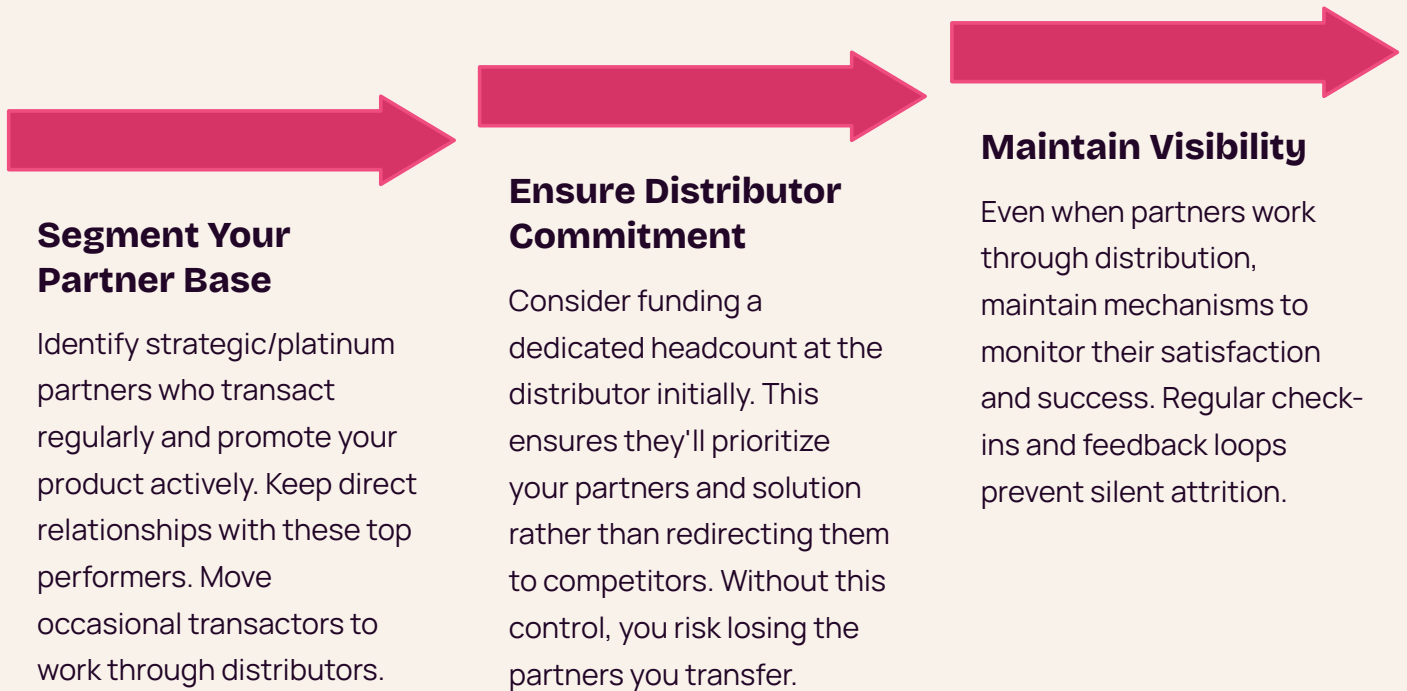 Segment Your
Partner Base
Identify strategic/platinum
partners who transact
regularly and promote your
product actively. Keep direct
relationships with these top
performers. Move
occasional transactors to
work through distributors.
Ensure Distributor
Commitment
Consider funding a
dedicated headcount at the
distributor initially. This
ensures they'll prioritize
your partners and solution
rather than redirecting them
to competitors. Without this
control, you risk losing the
partners you transfer.
Maintain Visibility
Even when partners work
through distribution,
maintain mechanisms to
monitor their satisfaction
and success. Regular check-
ins and feedback loops
prevent silent attrition.